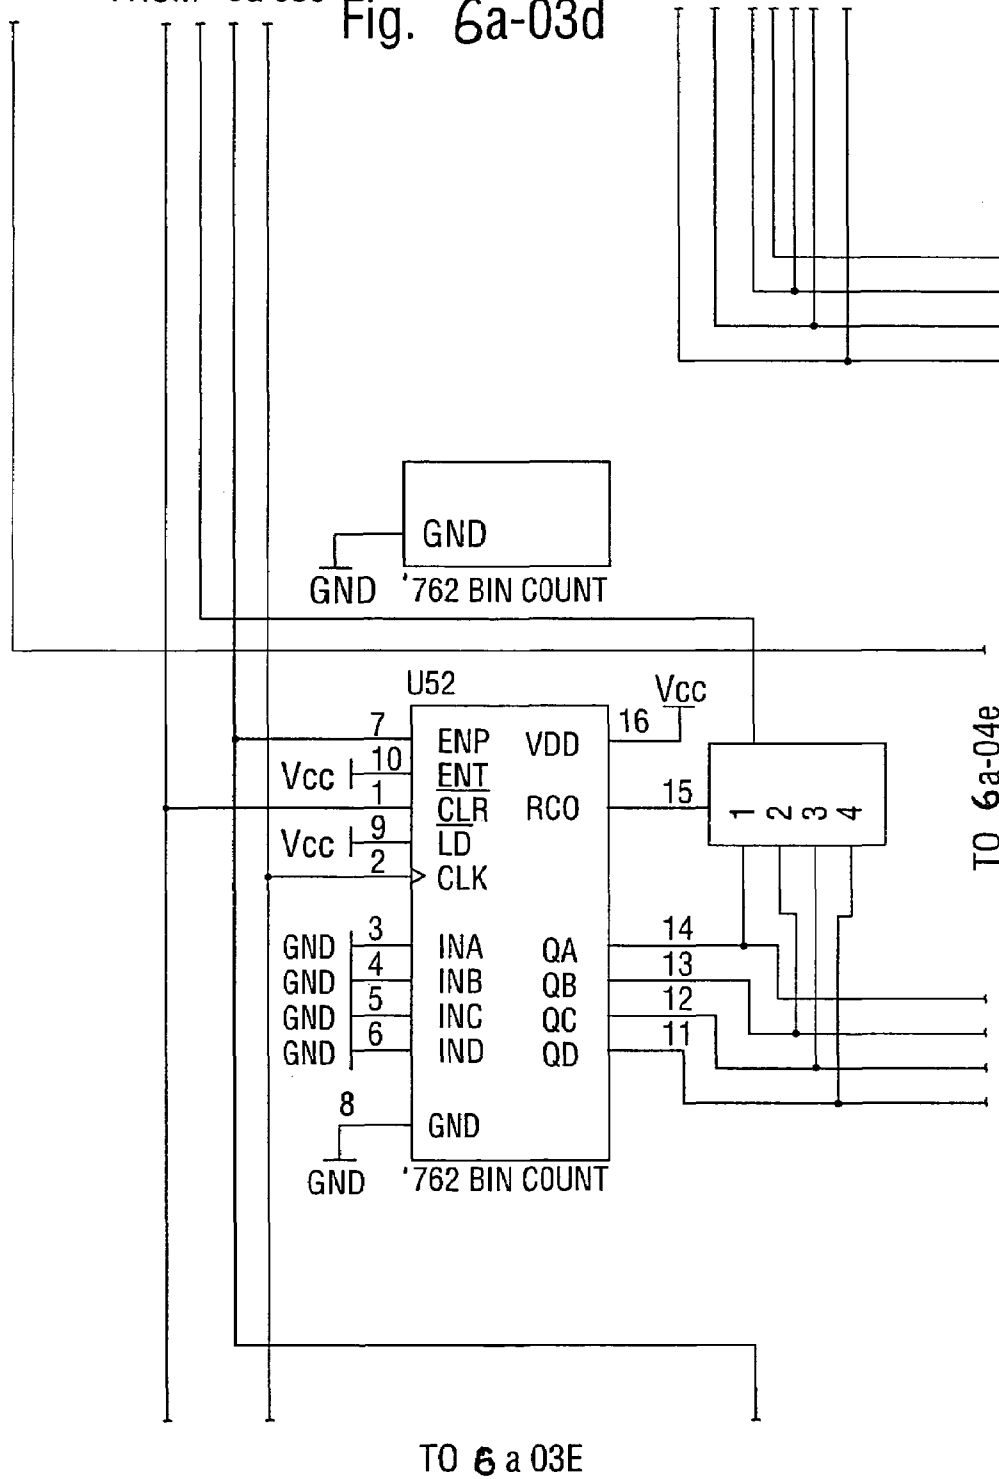 Fig. 6a-03d
GND
GND
'762 BIN COUNT
U52
Vcc
7
ENP
VDD
16
Vcc
10
ENT
1
CLR
RCO
15
1
2
3
4
Vcc
9
LD
2
CLK
GND
3
INA
QA
14
GND
4
INB
QB
13
GND
5
INC
QC
12
GND
6
IND
QD
11
8
GND
GND
'762 BIN COUNT
TO 6a-04e
TO 6 a 03E